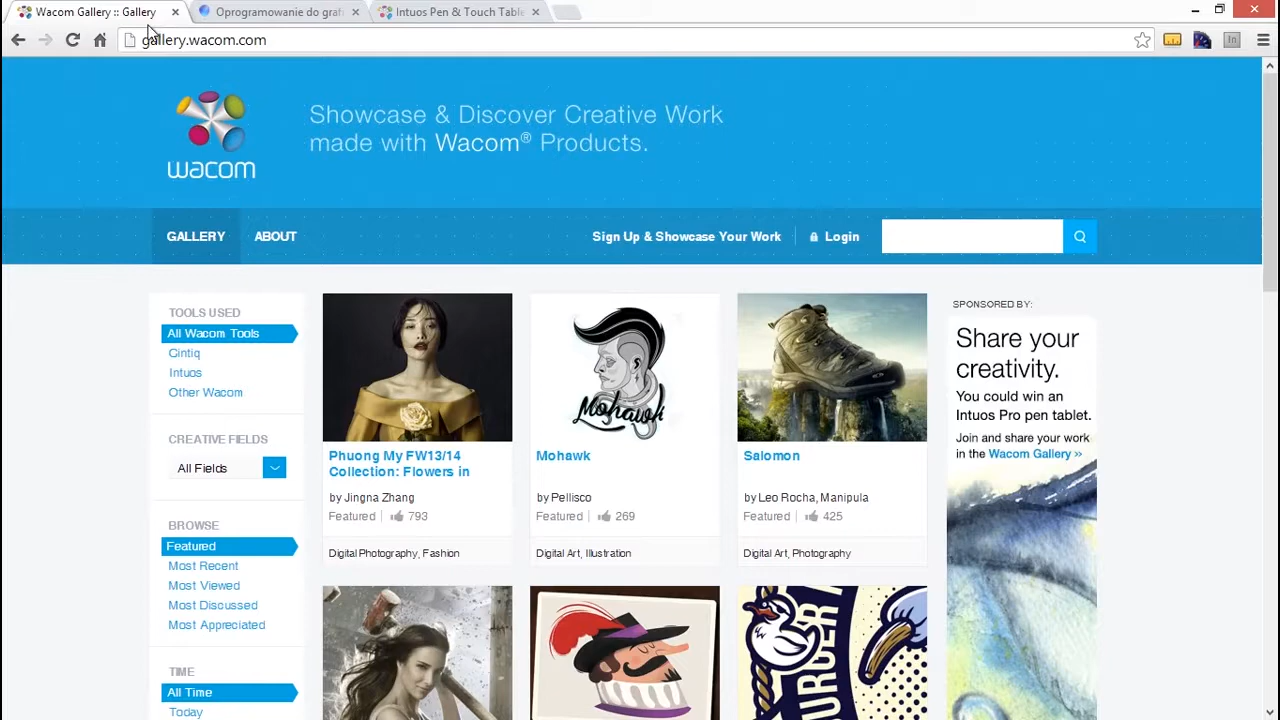 Wacom Gallery :: Gallery
Oprogramowanie do grafi
Intuos Pen & Touch Table
gallery.wacom.com
In
wacom
Showcase & Discover Creative Work
made with Wacom® Products.
GALLERY
ABOUT
Sign Up & Showcase Your Work
Login
TOOLS USED
All Wacom Tools
Cintiq
Intuos
Other Wacom
CREATIVE FIELDS
All Fields
BROWSE
Featured
Most Recent
Most Viewed
Most Discussed
Most Appreciated
TIME
All Time
Today
Phuong My FW13/14
Collection: Flowers in
by Jingna Zhang
Featured
793
Digital Photography, Fashion
Mohawk
Mohawk
by Pellisco
Featured
269
Digital Art, Illustration
Salomon
by Leo Rocha, Manipula
Featured
425
Digital Art, Photography
SPONSORED BY:
Share your
creativity.
You could win an
Intuos Pro pen tablet.
Join and share your work
in the Wacom Gallery >>